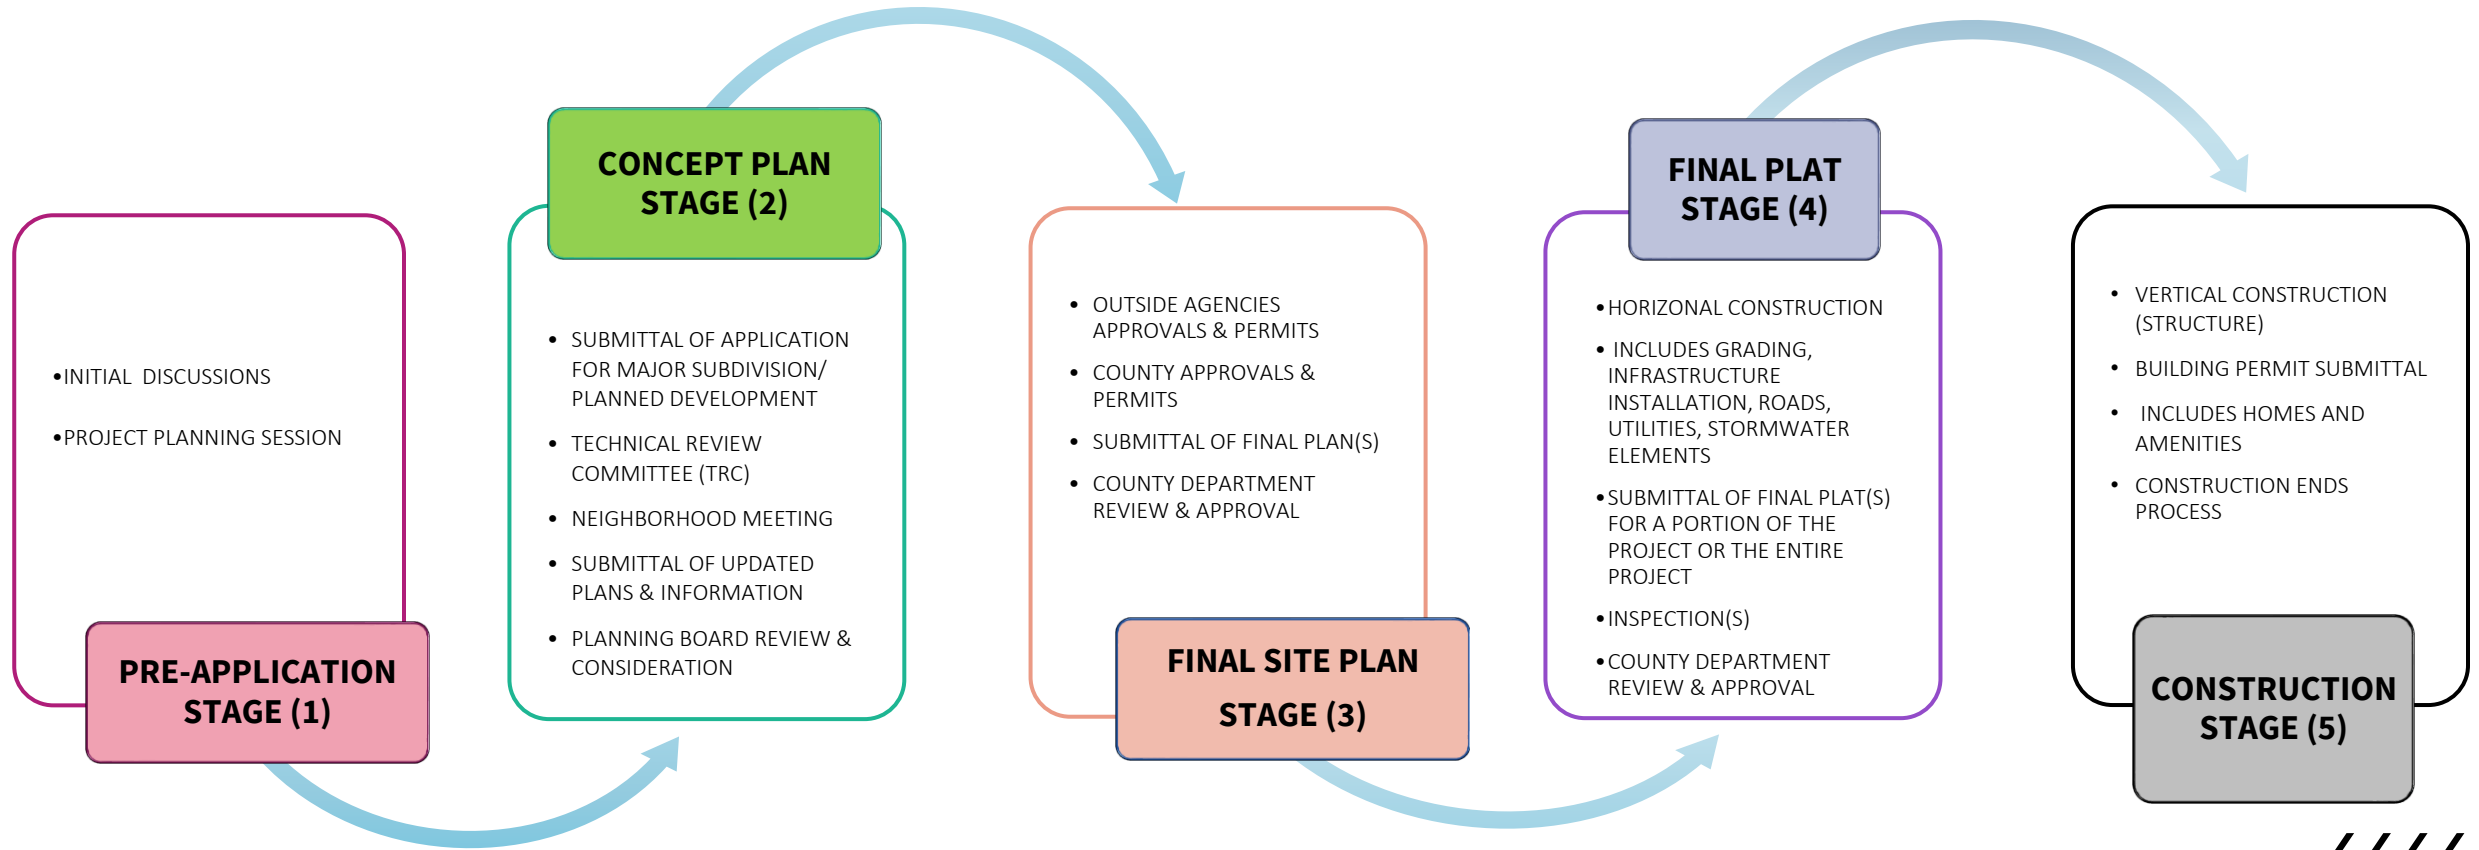 •INITIAL  DISCUSSIONS
•PROJECT PLANNING SESSION
PRE-APPLICATION
STAGE (1)
CONCEPT PLAN
STAGE (2)
• SUBMITTAL OF APPLICATION
FOR MAJOR SUBDIVISION/
PLANNED DEVELOPMENT
• TECHNICAL REVIEW
COMMITTEE (TRC)
• NEIGHBORHOOD MEETING
• SUBMITTAL OF UPDATED
PLANS & INFORMATION
• PLANNING BOARD REVIEW &
CONSIDERATION
• OUTSIDE AGENCIES
APPROVALS & PERMITS
• COUNTY APPROVALS &
PERMITS
• SUBMITTAL OF FINAL PLAN(S)
• COUNTY DEPARTMENT
REVIEW & APPROVAL
FINAL SITE PLAN
STAGE (3)
FINAL PLAT
STAGE (4)
•HORIZONAL CONSTRUCTION
• INCLUDES GRADING,
INFRASTRUCTURE
INSTALLATION, ROADS,
UTILITIES, STORMWATER
ELEMENTS
•SUBMITTAL OF FINAL PLAT(S)
FOR A PORTION OF THE
PROJECT OR THE ENTIRE
PROJECT
•INSPECTION(S)
•COUNTY DEPARTMENT
REVIEW & APPROVAL
• VERTICAL CONSTRUCTION
(STRUCTURE)
• BUILDING PERMIT SUBMITTAL
• INCLUDES HOMES AND
AMENITIES
• CONSTRUCTION ENDS
PROCESS
CONSTRUCTION
STAGE (5)